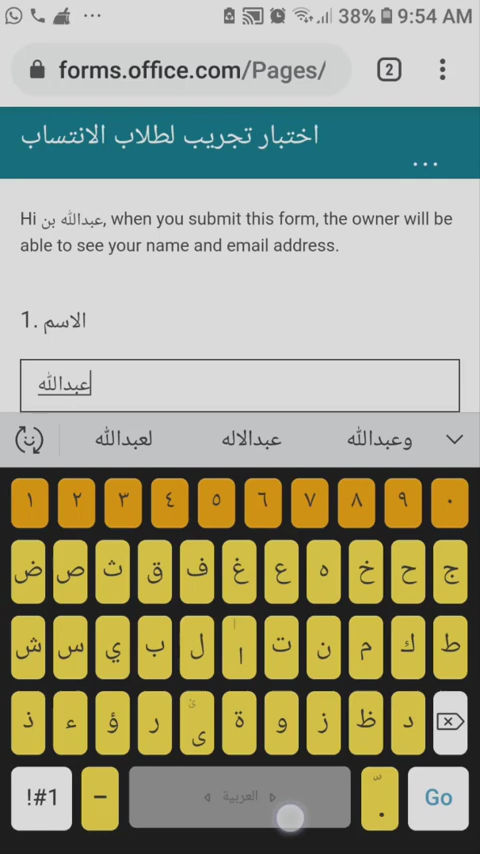 38% 9:54 AM
forms.office.com/Pages/ 2
اختبار تجريب لطلاب الانتساب
...
Hi عبدالله بن, when you submit this form, the owner will be
able to see your name and email address.
1. الاسم
عبدالله
لعبدالله عبدالاله وعبدالله
١ ٢ ٣ ٤ ٥ ٦ ٧ ٨ ٩ ٠
ض ص ث ق ف غ ع ه خ ح ج
ش س ي ب ل ا ت ن م ك ط
ذ ء ؤ ر ى ئ ة و ز ظ د
!#1 – العربية . Go